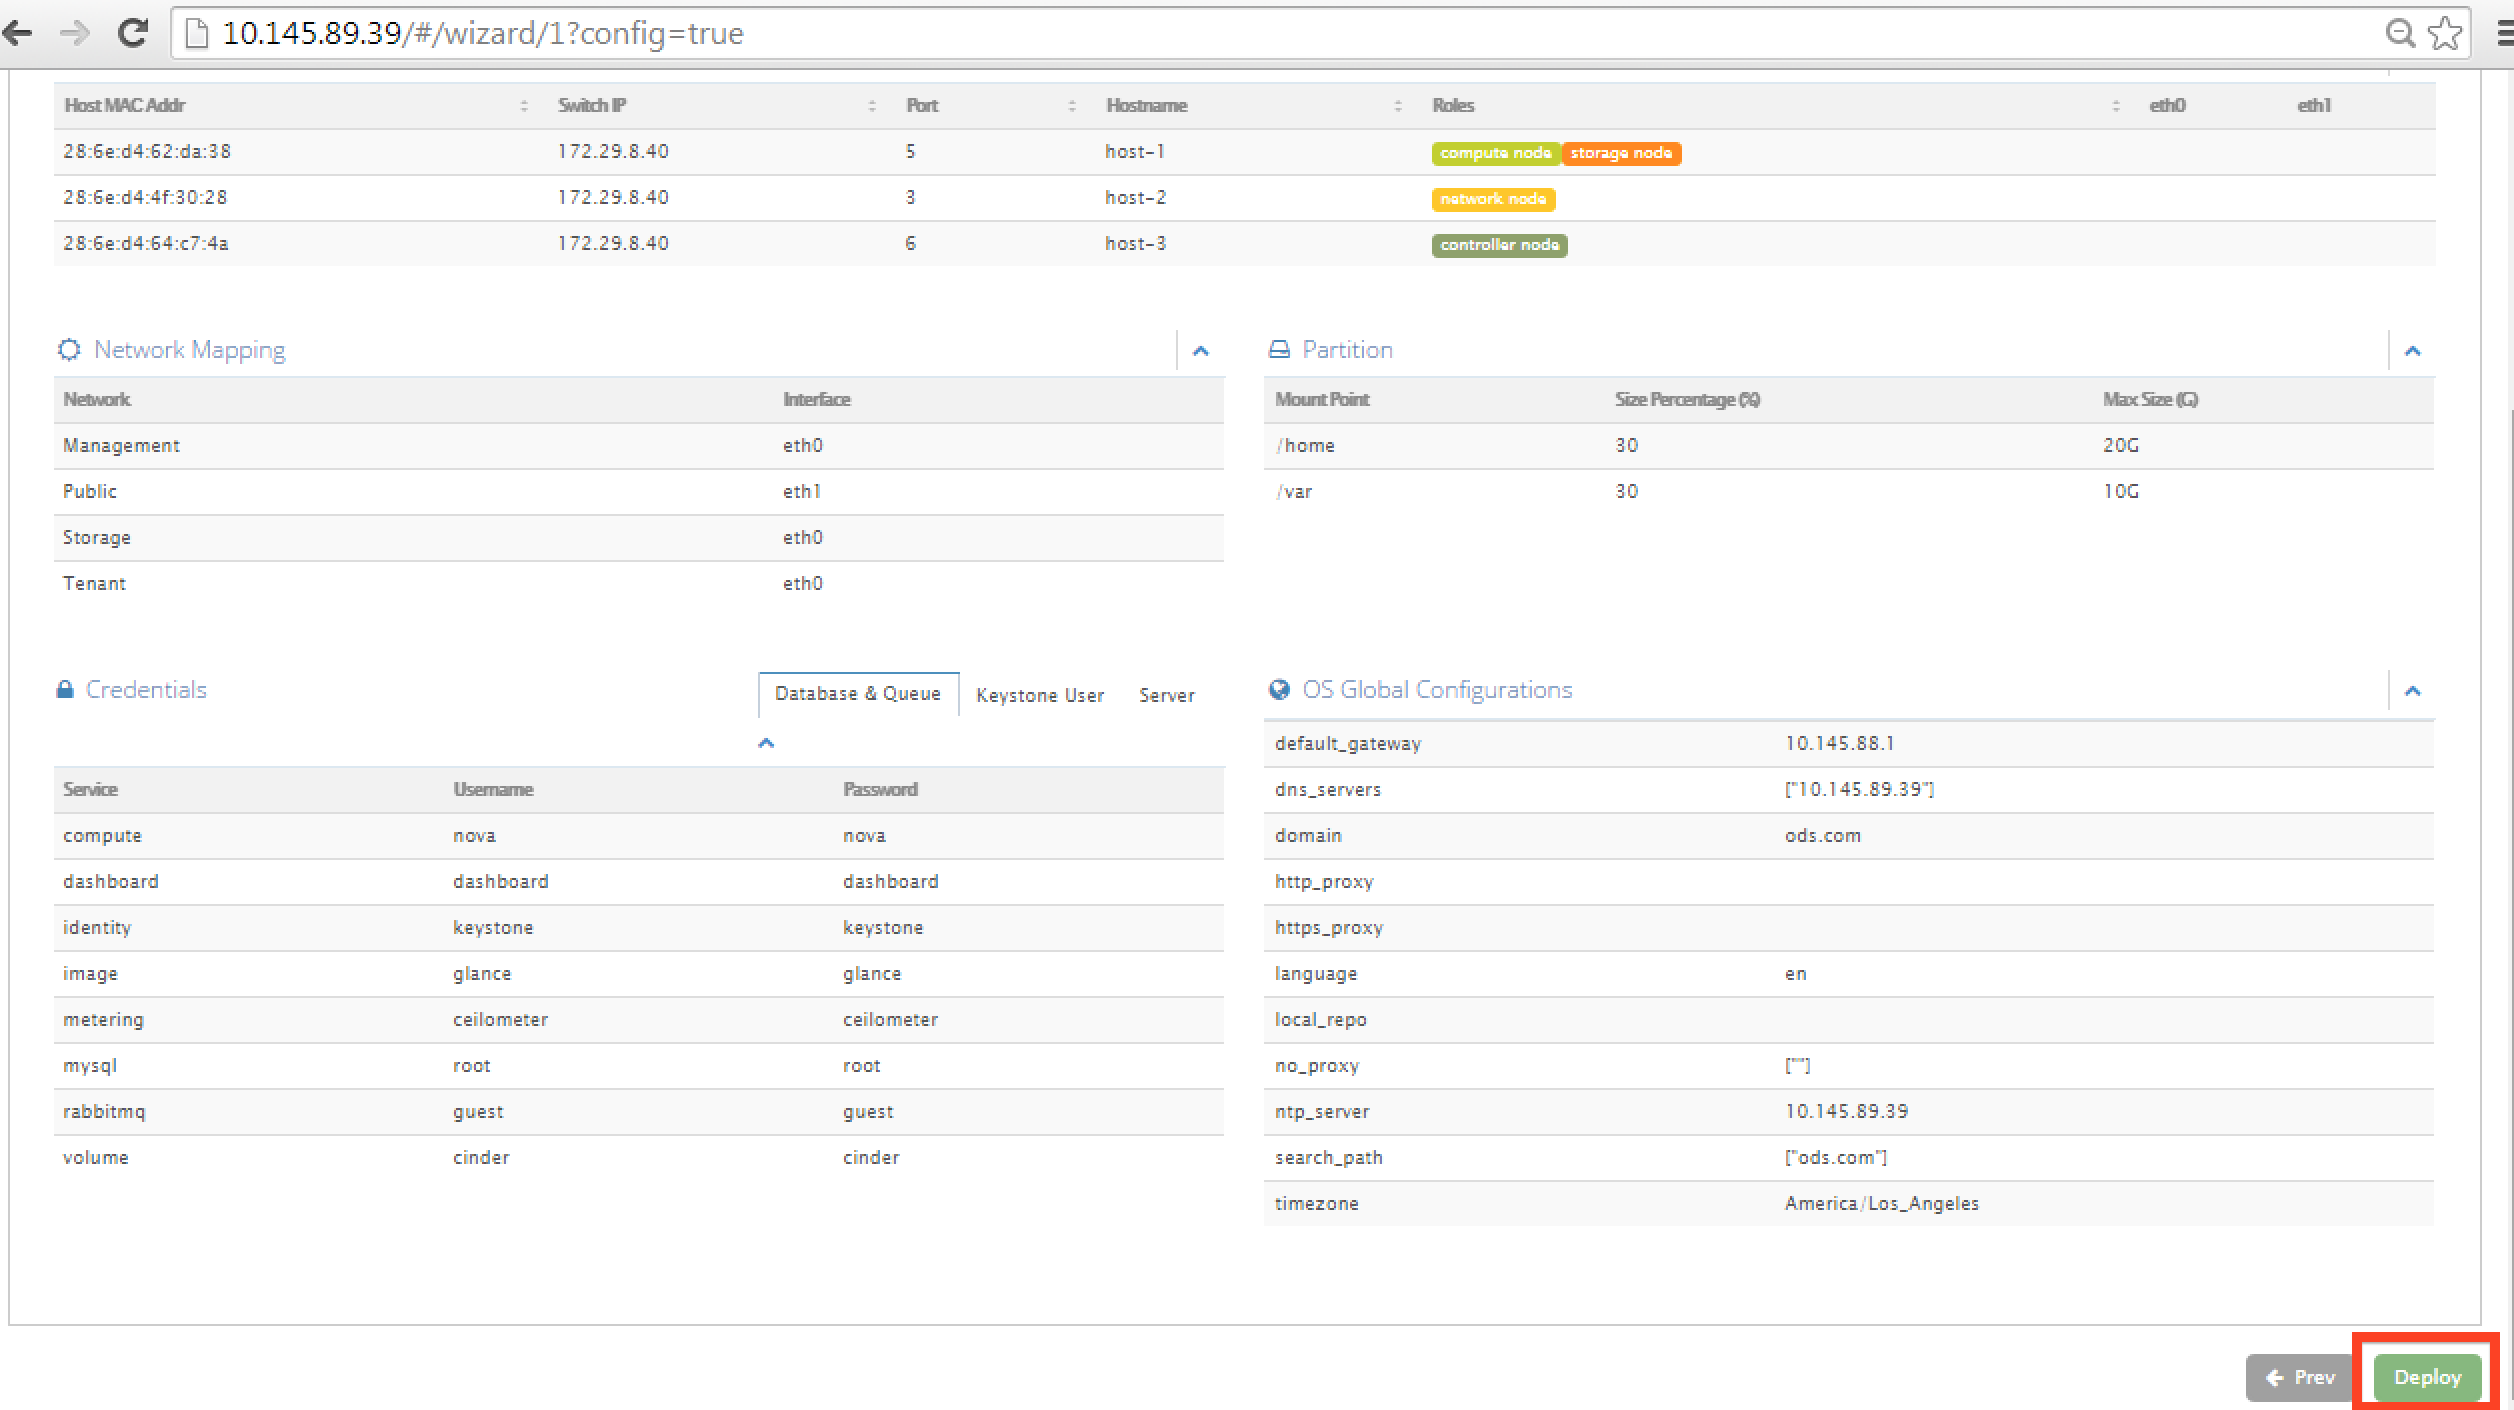 10.145.89.39/#/wizard/1?config=true
Host MAC Addr Switch IP Port Hostname Roles eth0 eth1
28:6e:d4:62:da:38 172.29.8.40 5 host-1 compute node storage node
28:6e:d4:4f:30:28 172.29.8.40 3 host-2 network node
28:6e:d4:64:c7:4a 172.29.8.40 6 host-3 controller node
Network Mapping
Network Interface
Management eth0
Public eth1
Storage eth0
Tenant eth0
Partition
Mount Point Size Percentage (%) Max Size (G)
/home 30 20G
/var 30 10G
Credentials Database & Queue Keystone User Server
Service Username Password
compute nova nova
dashboard dashboard dashboard
identity keystone keystone
image glance glance
metering ceilometer ceilometer
mysql root root
rabbitmq guest guest
volume cinder cinder
OS Global Configurations
default_gateway 10.145.88.1
dns_servers ["10.145.89.39"]
domain ods.com
http_proxy
https_proxy
language en
local_repo
no_proxy [""]
ntp_server 10.145.89.39
search_path ["ods.com"]
timezone America/Los_Angeles
Prev Deploy